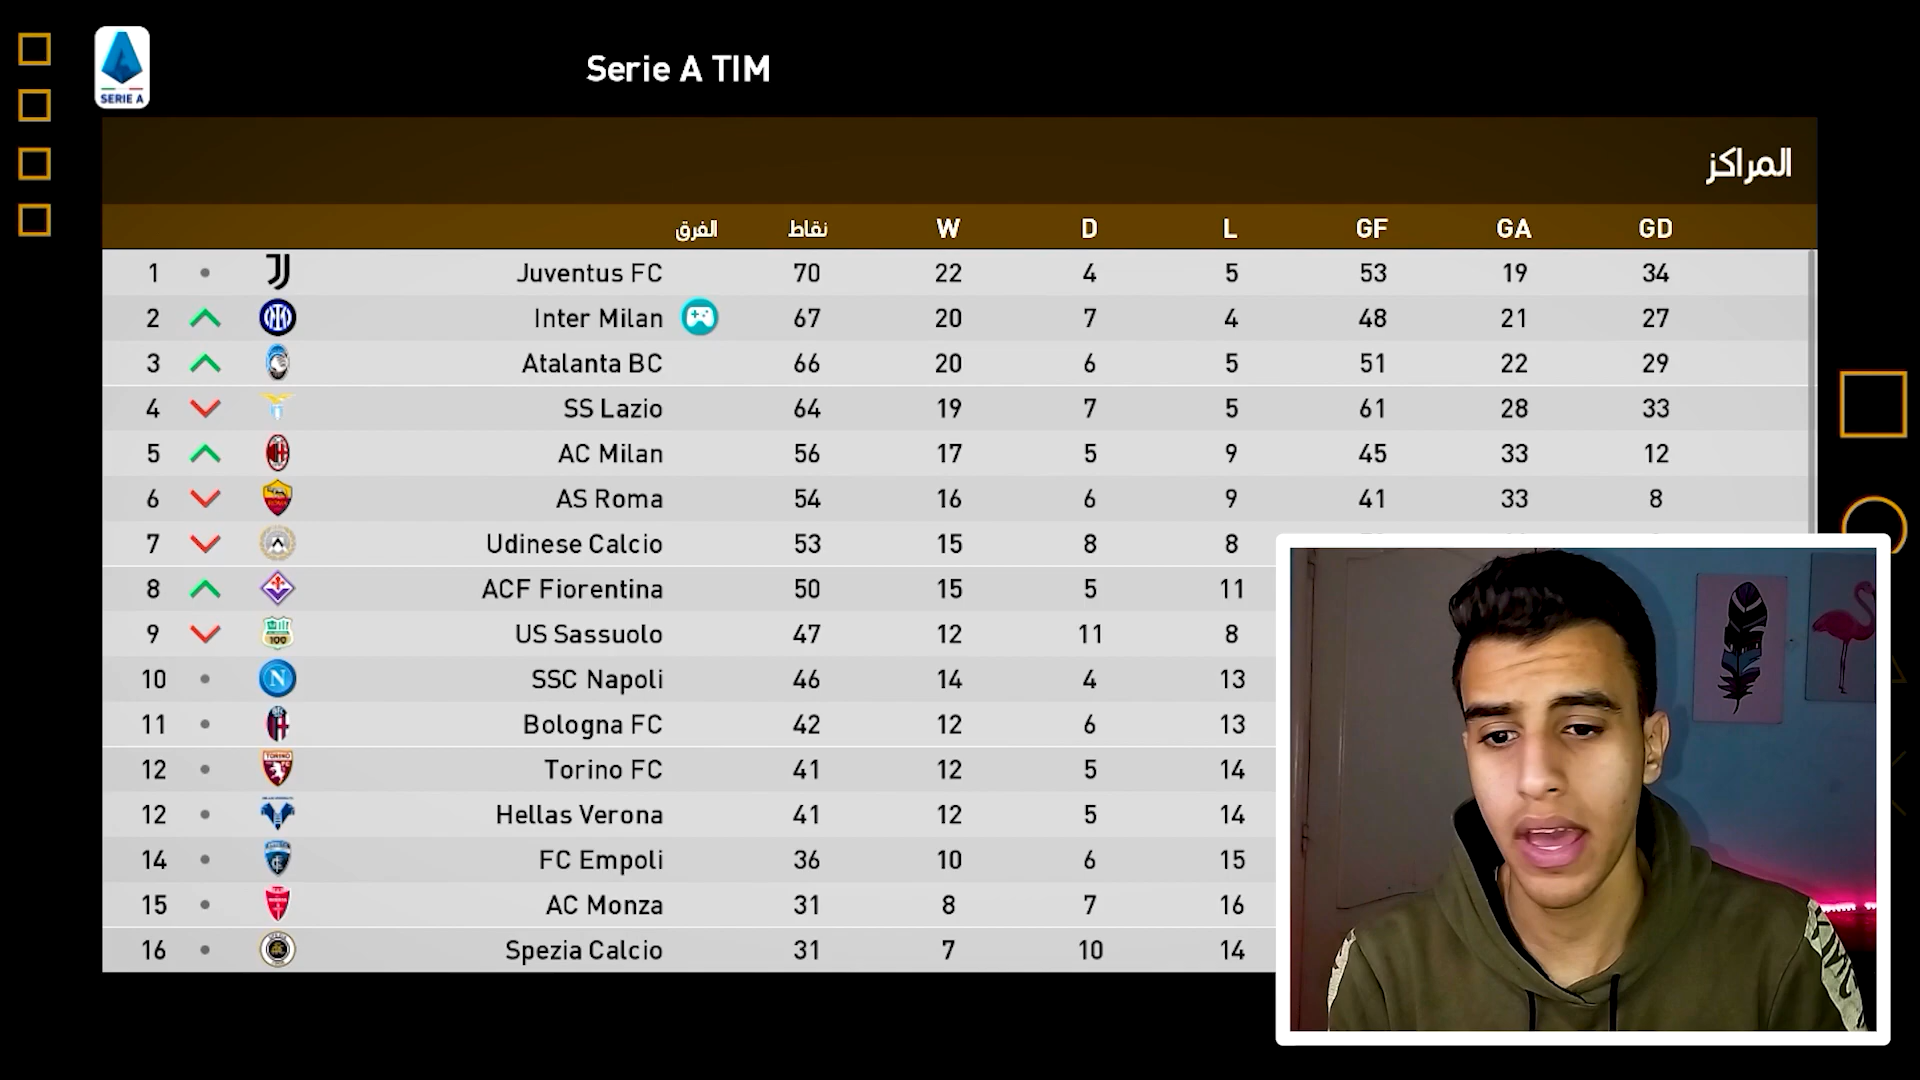 SERIE A
Serie A TIM
المراكز
الفرق نقاط W D L GF GA GD
1 Juventus FC 70 22 4 5 53 19 34
2 Inter Milan 67 20 7 4 48 21 27
3 Atalanta BC 66 20 6 5 51 22 29
4 SS Lazio 64 19 7 5 61 28 33
5 AC Milan 56 17 5 9 45 33 12
6 AS Roma 54 16 6 9 41 33 8
7 Udinese Calcio 53 15 8 8
8 ACF Fiorentina 50 15 5 11
9 US Sassuolo 47 12 11 8
10 SSC Napoli 46 14 4 13
11 Bologna FC 42 12 6 13
12 Torino FC 41 12 5 14
12 Hellas Verona 41 12 5 14
14 FC Empoli 36 10 6 15
15 AC Monza 31 8 7 16
16 Spezia Calcio 31 7 10 14